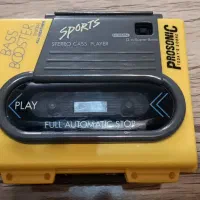 SPORTS
STEREO CASS. PLAYER
PROSONIC
BASS BOOSTER
PLAY
FULL AUTOMATIC STOP